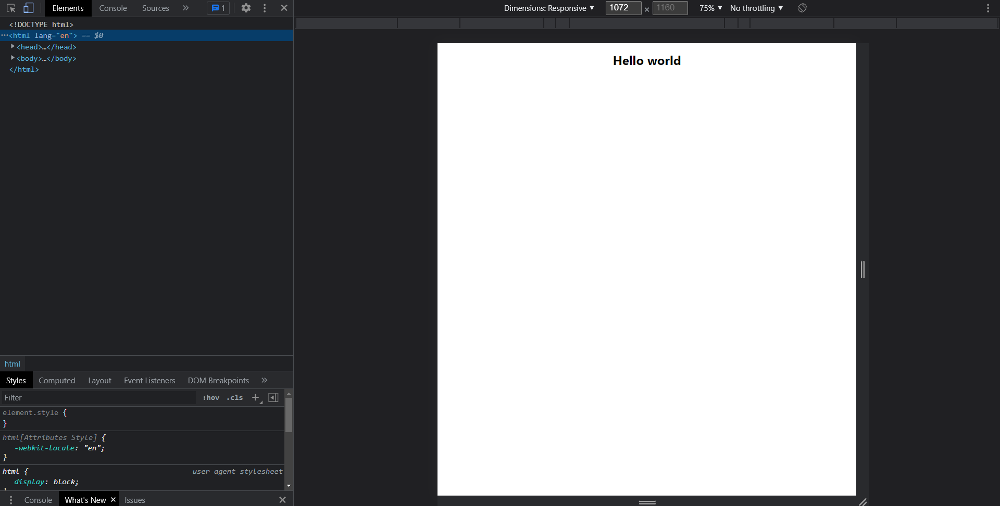 Elements Console Sources 1
Dimensions: Responsive 1072 × 1160 75% No throttling
<!DOCTYPE html>
<html lang="en"> == $0
<head>…</head>
<body>…</body>
</html>
Hello world
html
Styles Computed Layout Event Listeners DOM Breakpoints
Filter :hov .cls
element.style {
}
html[Attributes Style] {
-webkit-locale: "en";
}
html { user agent stylesheet
display: block;
}
Console What's New Issues